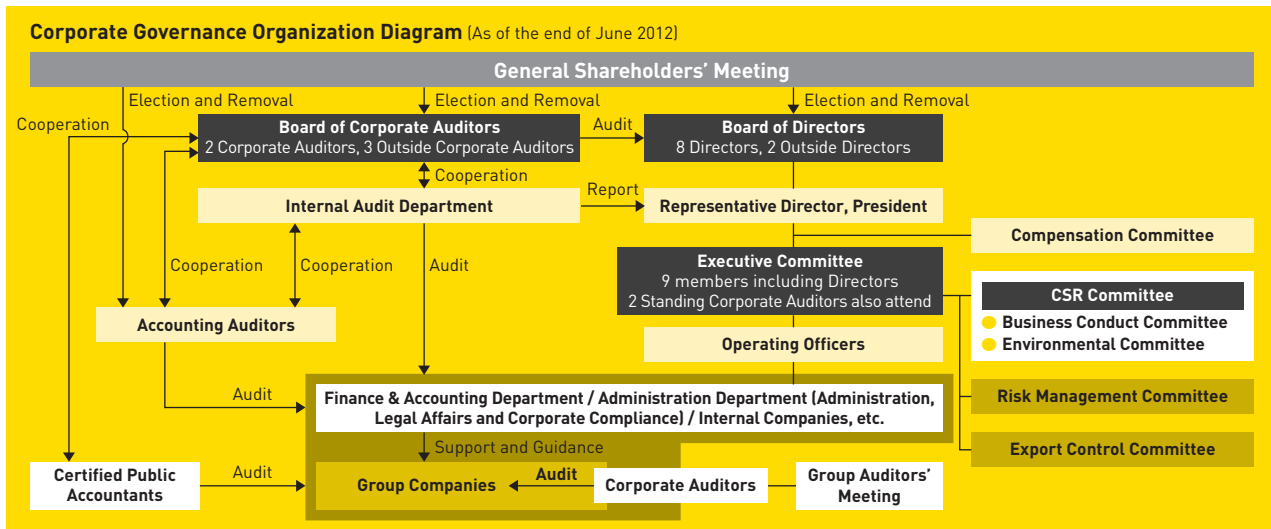 Corporate Governance Organization Diagram (As of the end of June 2012)
General Shareholders' Meeting
Election and Removal
Election and Removal
Election and Removal
Cooperation
Board of Corporate Auditors
2 Corporate Auditors, 3 Outside Corporate Auditors
Audit
Board of Directors
8 Directors, 2 Outside Directors
Cooperation
Internal Audit Department
Report
Representative Director, President
Compensation Committee
Cooperation
Cooperation
Audit
Executive Committee
9 members including Directors
2 Standing Corporate Auditors also attend
CSR Committee
Business Conduct Committee
Environmental Committee
Accounting Auditors
Operating Officers
Audit
Finance & Accounting Department / Administration Department (Administration,
Legal Affairs and Corporate Compliance) / Internal Companies, etc.
Risk Management Committee
Support and Guidance
Export Control Committee
Certified Public
Accountants
Audit
Group Companies
Audit
Corporate Auditors
Group Auditors'
Meeting